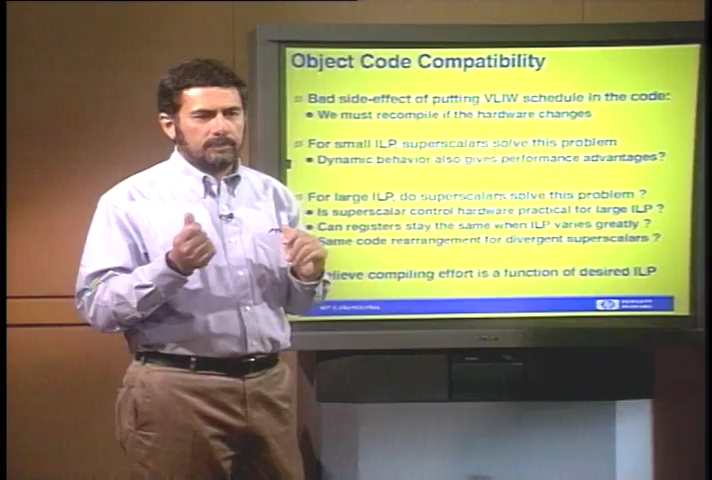 Object Code Compatibility
Bad side-effect of putting VLIW schedule in the code:
We must recompile if the hardware changes
For small ILP, superscalars solve this problem
Dynamic behavior also gives performance advantages?
For large ILP, do superscalars solve this problem ?
Is superscalar control hardware practical for large ILP ?
Can registers stay the same when ILP varies greatly ?
Same code rearrangement for divergent superscalars ?
compiling effort is a function of desired ILP
HEWLETT
PACKARD